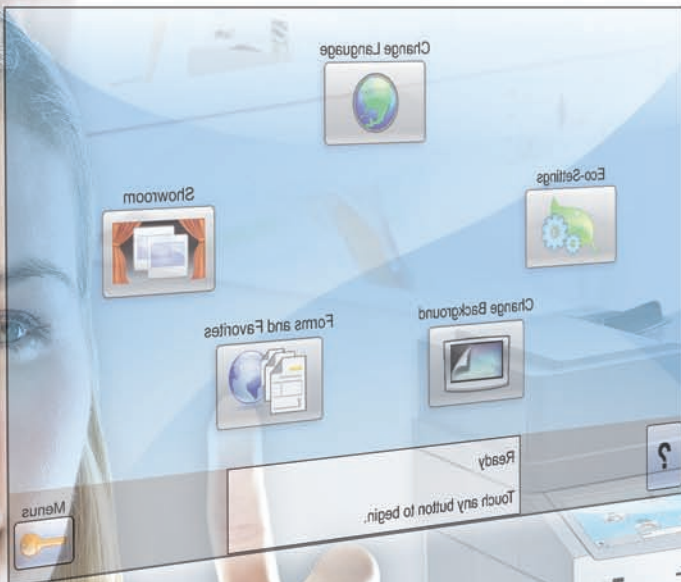 Change Language
Eco-Settings
Showroom
Change Background
Forms and Favorites
?
Ready
Touch any button to begin.
Menus